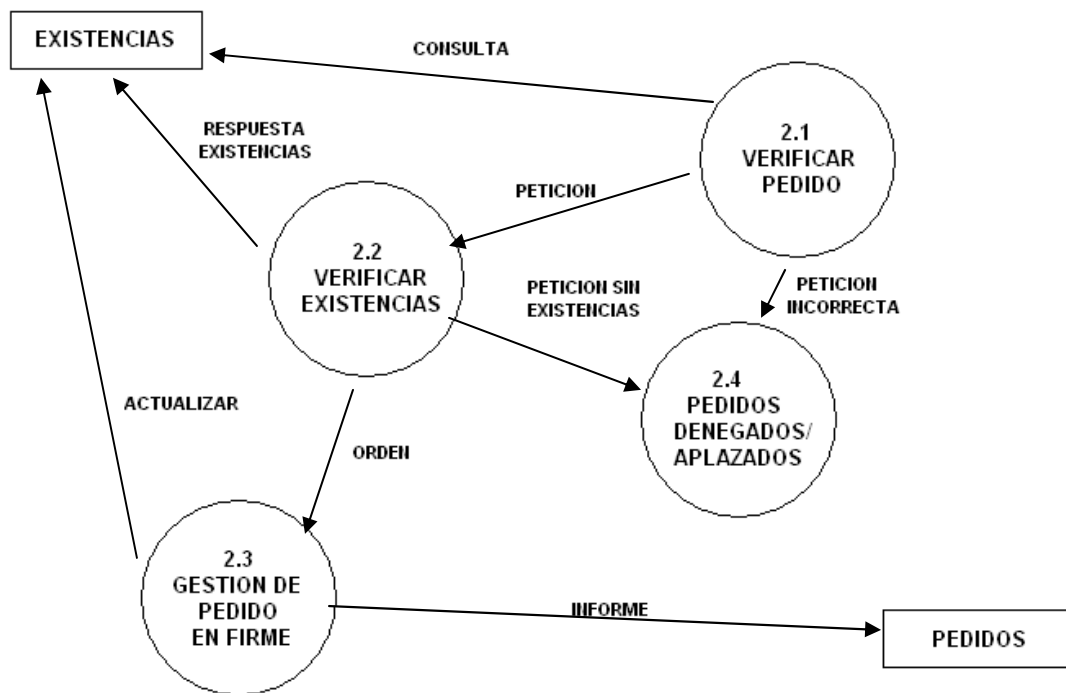 EXISTENCIAS
CONSULTA
2.1
VERIFICAR
PEDIDO
RESPUESTA
EXISTENCIAS
PETICION
2.2
VERIFICAR
EXISTENCIAS
PETICION SIN
EXISTENCIAS
PETICION
INCORRECTA
2.4
PEDIDOS
DENEGADOS/
APLAZADOS
ACTUALIZAR
ORDEN
2.3
GESTION DE
PEDIDO
EN FIRME
INFORME
PEDIDOS